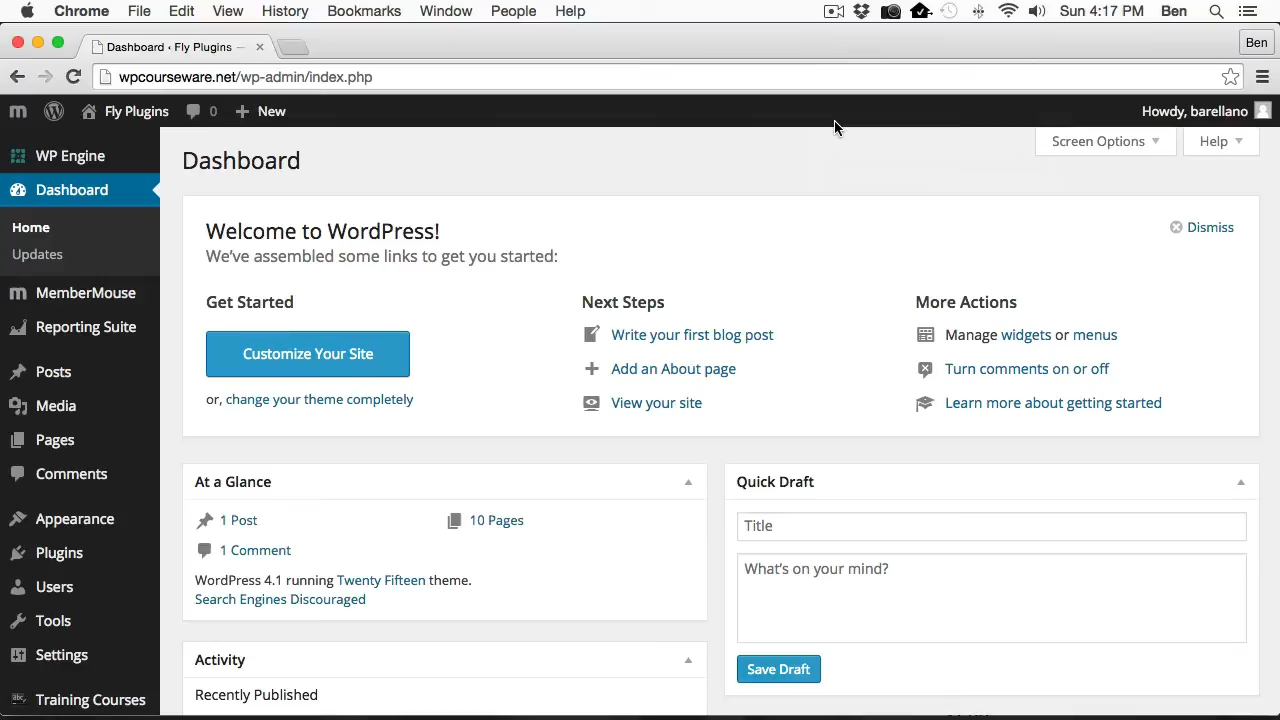 Chrome File Edit View History Bookmarks Window People Help Sun 4:17 PM Ben
Dashboard ‹ Fly Plugins — Ben
wpcourseware.net/wp-admin/index.php
Fly Plugins 0 New Howdy, barellano
WP Engine
Dashboard
Home
Updates
MemberMouse
Reporting Suite
Posts
Media
Pages
Comments
Appearance
Plugins
Users
Tools
Settings
Training Courses
Screen Options Help
Dashboard
Welcome to WordPress!
Dismiss
We've assembled some links to get you started:
Get Started
Customize Your Site
or, change your theme completely
Next Steps
Write your first blog post
Add an About page
View your site
More Actions
Manage widgets or menus
Turn comments on or off
Learn more about getting started
At a Glance
1 Post 10 Pages
1 Comment
WordPress 4.1 running Twenty Fifteen theme.
Search Engines Discouraged
Activity
Recently Published
Quick Draft
Title
What's on your mind?
Save Draft